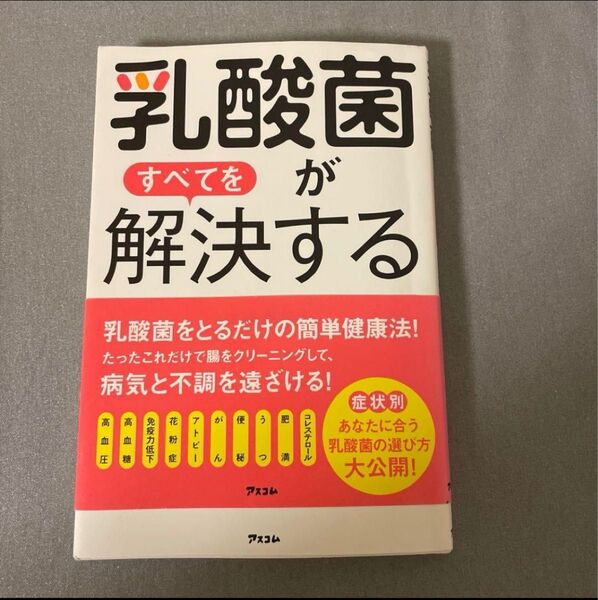 乳酸菌
すべてを
が
解決する
乳酸菌をとるだけの簡単健康法!
たったこれだけで腸をクリーニングして、
病気と不調を遠ざける!
高血圧
高血糖
免疫力低下
花粉症
アトピー
がん
便秘
うつ
肥満
コレステロール
症状別
あなたに合う
乳酸菌の選び方
大公開!
アスコム
アスコム